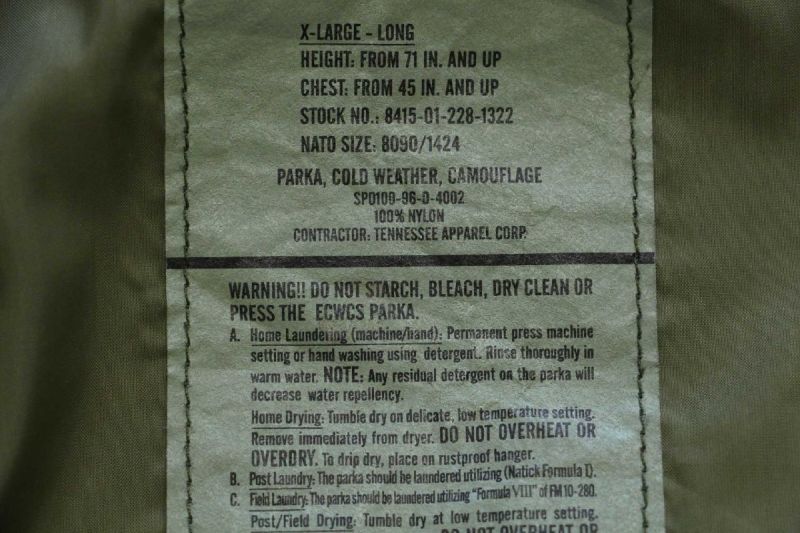 X-LARGE - LONG
HEIGHT: FROM 71 IN. AND UP
CHEST: FROM 45 IN. AND UP
STOCK NO.: 8415-01-228-1322
NATO SIZE: 8090/1424
PARKA, COLD WEATHER, CAMOUFLAGE
SP0100-96-D-4002
100% NYLON
CONTRACTOR: TENNESSEE APPAREL CORP.
WARNING!! DO NOT STARCH, BLEACH, DRY CLEAN OR
PRESS THE ECWCS PARKA.
A. Home Laundering (machine/hand): Permanent press machine
setting or hand washing using detergent. Rinse thoroughly in
warm water. NOTE: Any residual detergent on the parka will
decrease water repellency.
Home Drying: Tumble dry on delicate, low temperature setting.
Remove immediately from dryer. DO NOT OVERHEAT OR
OVERDRY. To drip dry, place on rustproof hanger.
B. Post Laundry: The parka should be laundered utilizing (Natick Formula I).
C. Field Laundry: The parka should be laundered utilizing "Formula VIII" of FM 10-280.
Post/Field Drying: Tumble dry at low temperature setting.
DO NOT OVERHEAT OR